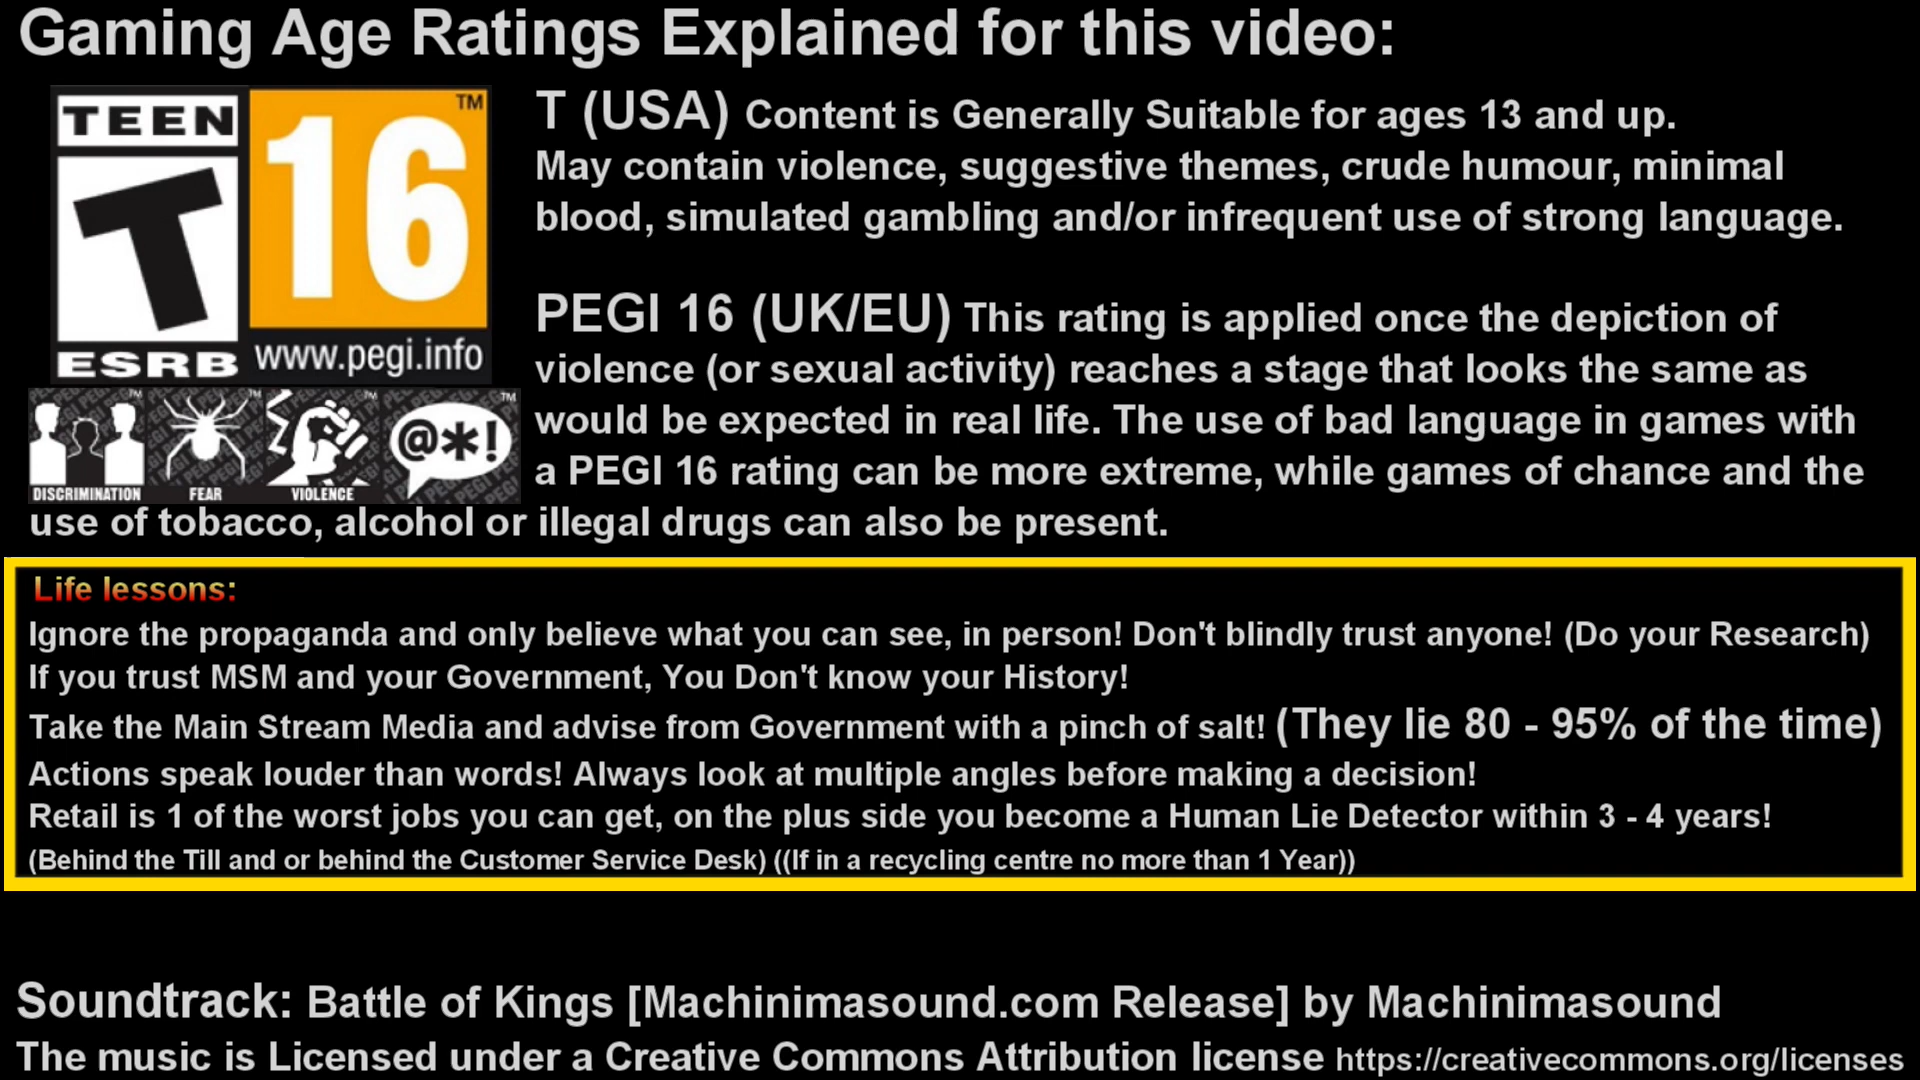 Gaming Age Ratings Explained for this video:
TEEN
T
ESRB
16
TM
www.pegi.info
DISCRIMINATION
FEAR
VIOLENCE
@*!
T (USA) Content is Generally Suitable for ages 13 and up.
May contain violence, suggestive themes, crude humour, minimal
blood, simulated gambling and/or infrequent use of strong language.
PEGI 16 (UK/EU) This rating is applied once the depiction of
violence (or sexual activity) reaches a stage that looks the same as
would be expected in real life. The use of bad language in games with
a PEGI 16 rating can be more extreme, while games of chance and the
use of tobacco, alcohol or illegal drugs can also be present.
Life lessons:
Ignore the propaganda and only believe what you can see, in person! Don't blindly trust anyone! (Do your Research)
If you trust MSM and your Government, You Don't know your History!
Take the Main Stream Media and advise from Government with a pinch of salt! (They lie 80 - 95% of the time)
Actions speak louder than words! Always look at multiple angles before making a decision!
Retail is 1 of the worst jobs you can get, on the plus side you become a Human Lie Detector within 3 - 4 years!
(Behind the Till and or behind the Customer Service Desk) ((If in a recycling centre no more than 1 Year))
Soundtrack: Battle of Kings [Machinimasound.com Release] by Machinimasound
The music is Licensed under a Creative Commons Attribution license https://creativecommons.org/licenses